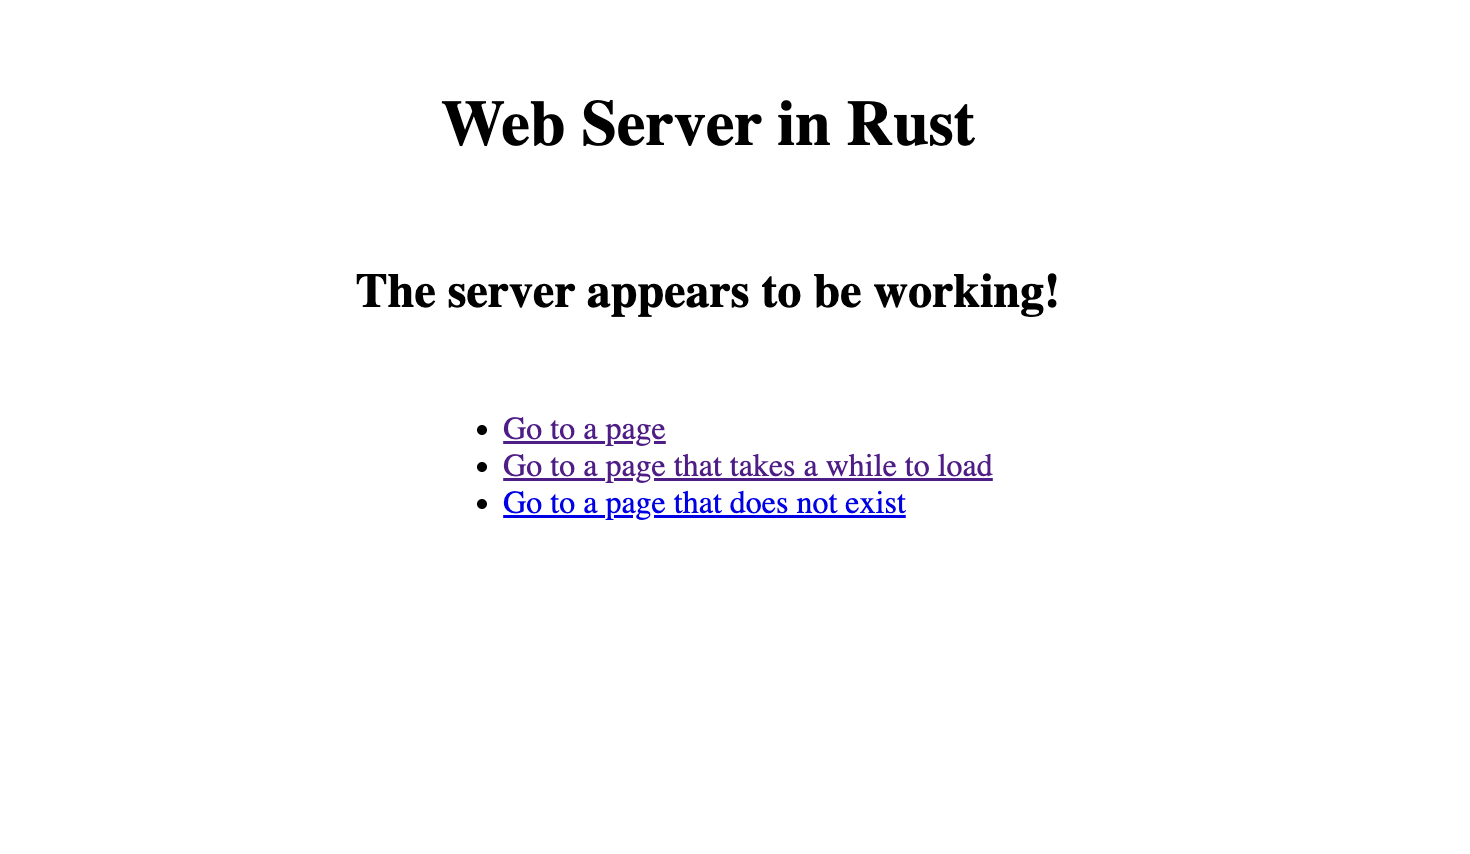 Web Server in Rust
The server appears to be working!
Go to a page
Go to a page that takes a while to load
Go to a page that does not exist